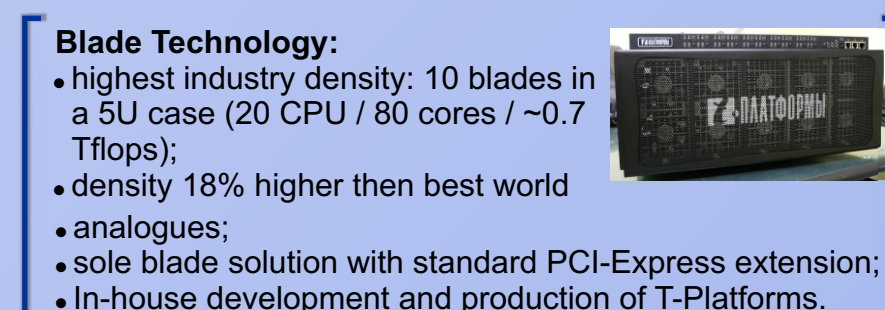 Blade Technology:
• highest industry density: 10 blades in
a 5U case (20 CPU / 80 cores / ~0.7
Tflops);
• density 18% higher then best world
• analogues;
• sole blade solution with standard PCI-Express extension;
• In-house development and production of T-Platforms.
Т-ПЛАТФОРМЫ
Т-ПЛАТФОРМЫ